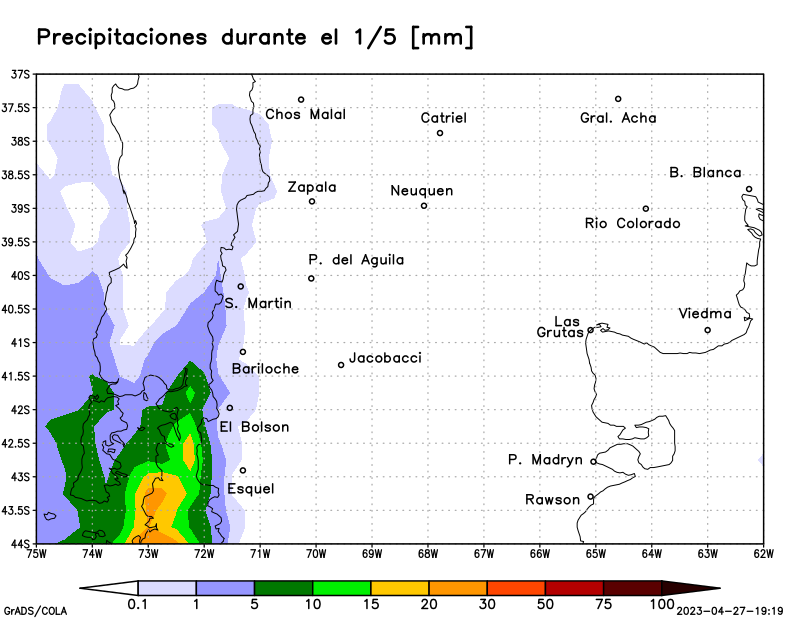 Precipitaciones durante el 1/5 [mm]
37S
37.5S
38S
38.5S
39S
39.5S
40S
40.5S
41S
41.5S
42S
42.5S
43S
43.5S
44S
Chos Malal
Catriel
Gral. Acha
B. Blanca
Zapala
Neuquen
Rio Colorado
P. del Aguila
S. Martin
Las
Grutas
Viedma
Bariloche
Jacobacci
El Bolson
Esquel
P. Madryn
Rawson
75W 74W 73W 72W 71W 70W 69W 68W 67W 66W 65W 64W 63W 62W
0.1 1 5 10 15 20 30 50 75 100
GrADS/COLA
2023-04-27-19:19